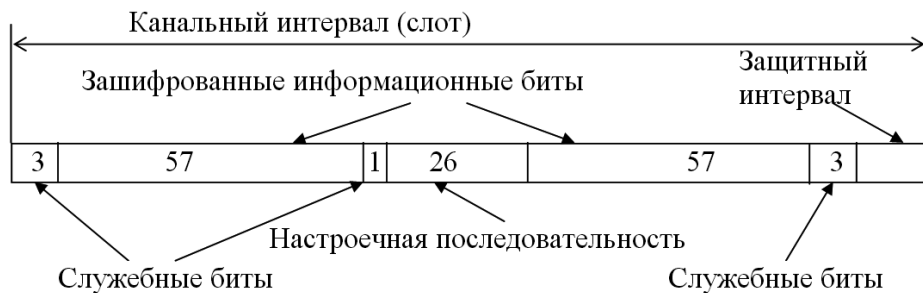 Канальный интервал (слот)
Зашифрованные информационные биты
Защитный
интервал
3 57 1 26 57 3
Настроечная последовательность
Служебные биты Служебные биты